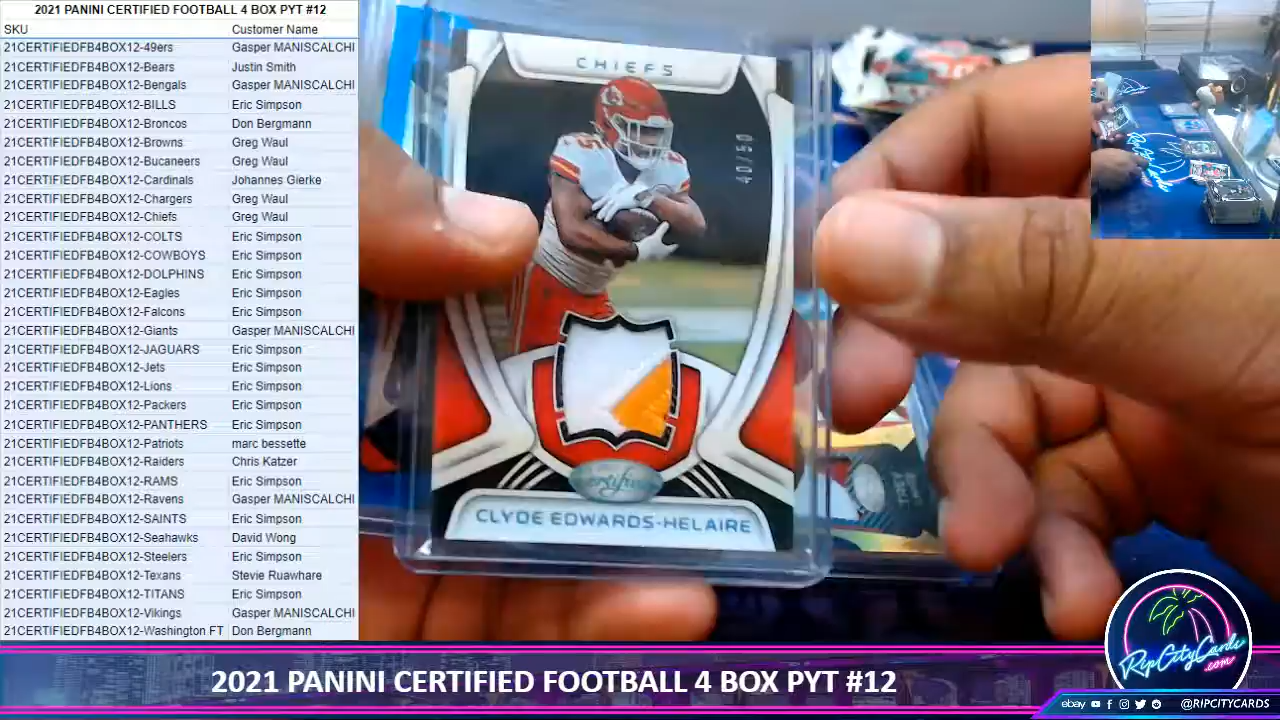 2021 PANINI CERTIFIED FOOTBALL 4 BOX PYT #12
SKU Customer Name
21CERTIFIEDFB4BOX12-49ers Gasper MANISCALCHI
21CERTIFIEDFB4BOX12-Bears Justin Smith
21CERTIFIEDFB4BOX12-Bengals Gasper MANISCALCHI
21CERTIFIEDFB4BOX12-BILLS Eric Simpson
21CERTIFIEDFB4BOX12-Broncos Don Bergmann
21CERTIFIEDFB4BOX12-Browns Greg Waul
21CERTIFIEDFB4BOX12-Bucaneers Greg Waul
21CERTIFIEDFB4BOX12-Cardinals Johannes Gierke
21CERTIFIEDFB4BOX12-Chargers Greg Waul
21CERTIFIEDFB4BOX12-Chiefs Greg Waul
21CERTIFIEDFB4BOX12-COLTS Eric Simpson
21CERTIFIEDFB4BOX12-COWBOYS Eric Simpson
21CERTIFIEDFB4BOX12-DOLPHINS Eric Simpson
21CERTIFIEDFB4BOX12-Eagles Eric Simpson
21CERTIFIEDFB4BOX12-Falcons Eric Simpson
21CERTIFIEDFB4BOX12-Giants Gasper MANISCALCHI
21CERTIFIEDFB4BOX12-JAGUARS Eric Simpson
21CERTIFIEDFB4BOX12-Jets Eric Simpson
21CERTIFIEDFB4BOX12-Lions Eric Simpson
21CERTIFIEDFB4BOX12-Packers Eric Simpson
21CERTIFIEDFB4BOX12-PANTHERS Eric Simpson
21CERTIFIEDFB4BOX12-Patriots marc bessette
21CERTIFIEDFB4BOX12-Raiders Chris Katzer
21CERTIFIEDFB4BOX12-RAMS Eric Simpson
21CERTIFIEDFB4BOX12-Ravens Gasper MANISCALCHI
21CERTIFIEDFB4BOX12-SAINTS Eric Simpson
21CERTIFIEDFB4BOX12-Seahawks David Wong
21CERTIFIEDFB4BOX12-Steelers Eric Simpson
21CERTIFIEDFB4BOX12-Texans Stevie Ruawhare
21CERTIFIEDFB4BOX12-TITANS Eric Simpson
21CERTIFIEDFB4BOX12-Vikings Gasper MANISCALCHI
21CERTIFIEDFB4BOX12-Washington FT Don Bergmann
CHIEFS
40/50
Certified
CLYDE EDWARDS-HELAIRE
RipCityCards
.com
2021 PANINI CERTIFIED FOOTBALL 4 BOX PYT #12
ebay @RIPCITYCARDS